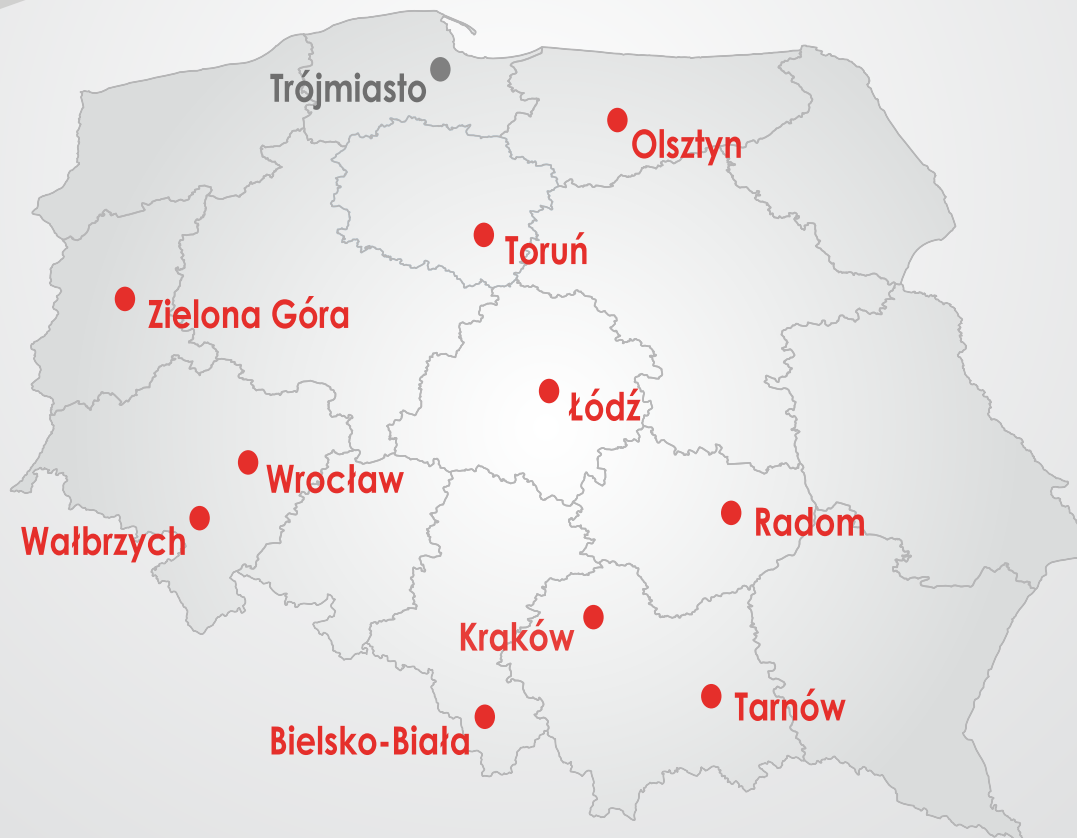 Trójmiasto
Olsztyn
Toruń
Zielona Góra
Łódź
Wrocław
Radom
Wałbrzych
Kraków
Tarnów
Bielsko-Biała